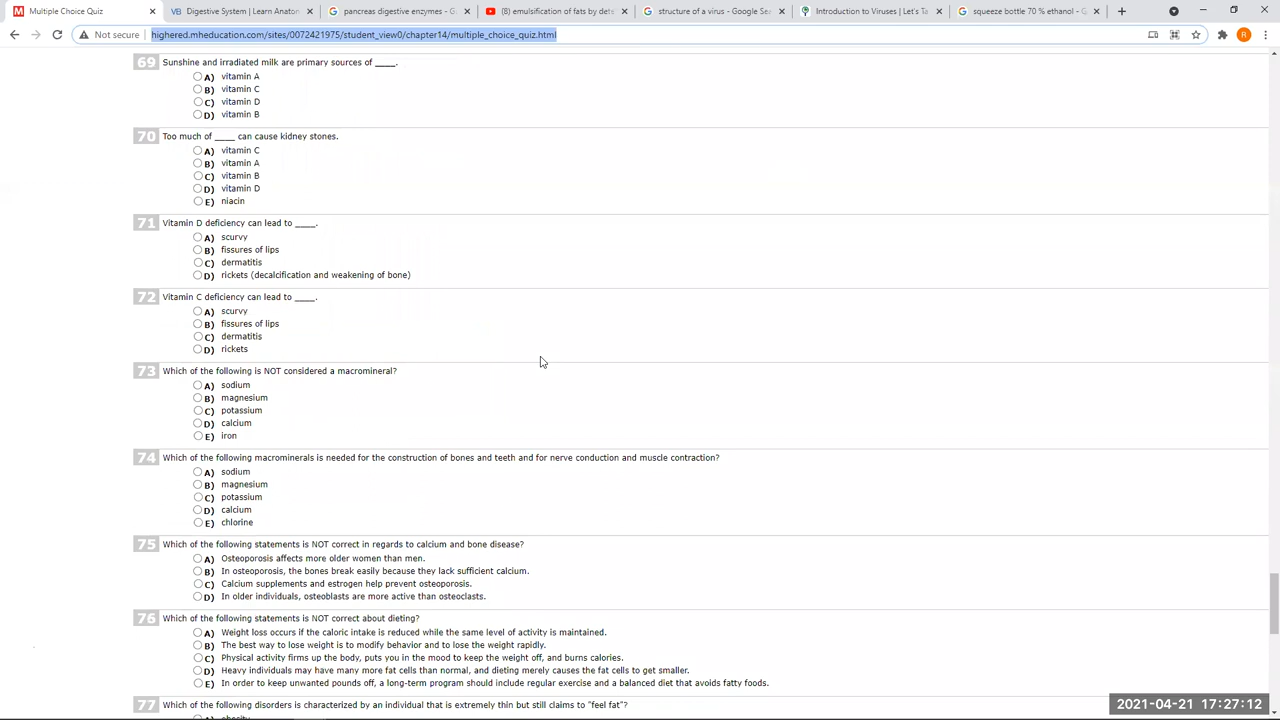 Multiple Choice Quiz
Digestive System | Learn Anaton
pancreas digestive enzymes - G
(8) emulsification of fats by dete
structure of a virus - Google Sea
Introduction to Viruses | Let's Ta
squeeze bottle 70 % ethanol - G
Not secure
highered.mheducation.com/sites/0072421975/student_view0/chapter14/multiple_choice_quiz.html
R
69 Sunshine and irradiated milk are primary sources of ____.
A) vitamin A
B) vitamin C
C) vitamin D
D) vitamin B
70 Too much of ____ can cause kidney stones.
A) vitamin C
B) vitamin A
C) vitamin B
D) vitamin D
E) niacin
71 Vitamin D deficiency can lead to ____.
A) scurvy
B) fissures of lips
C) dermatitis
D) rickets (decalcification and weakening of bone)
72 Vitamin C deficiency can lead to ____.
A) scurvy
B) fissures of lips
C) dermatitis
D) rickets
73 Which of the following is NOT considered a macromineral?
A) sodium
B) magnesium
C) potassium
D) calcium
E) iron
74 Which of the following macrominerals is needed for the construction of bones and teeth and for nerve conduction and muscle contraction?
A) sodium
B) magnesium
C) potassium
D) calcium
E) chlorine
75 Which of the following statements is NOT correct in regards to calcium and bone disease?
A) Osteoporosis affects more older women than men.
B) In osteoporosis, the bones break easily because they lack sufficient calcium.
C) Calcium supplements and estrogen help prevent osteoporosis.
D) In older individuals, osteoblasts are more active than osteoclasts.
76 Which of the following statements is NOT correct about dieting?
A) Weight loss occurs if the caloric intake is reduced while the same level of activity is maintained.
B) The best way to lose weight is to modify behavior and to lose the weight rapidly.
C) Physical activity firms up the body, puts you in the mood to keep the weight off, and burns calories.
D) Heavy individuals may have many more fat cells than normal, and dieting merely causes the fat cells to get smaller.
E) In order to keep unwanted pounds off, a long-term program should include regular exercise and a balanced diet that avoids fatty foods.
77 Which of the following disorders is characterized by an individual that is extremely thin but still claims to "feel fat"?
A) obesity
2021-04-21 17:27:12